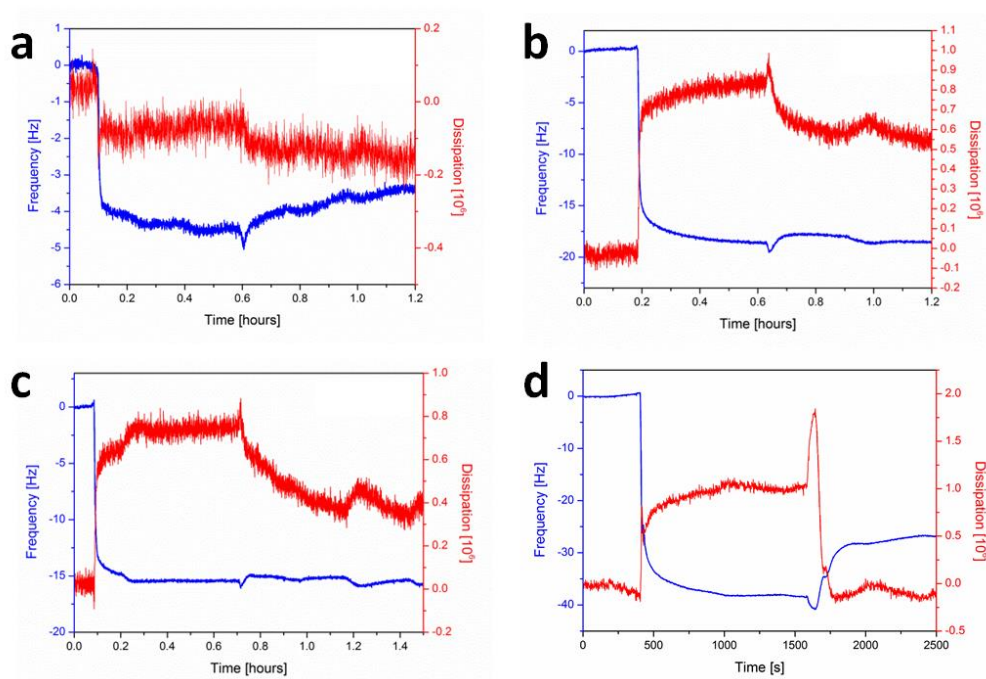 a
1
0
-1
-2
-3
-4
-5
-6
Frequency [Hz]
0.2
0.0
-0.2
-0.4
Dissipation [10⁶]
0.0 0.2 0.4 0.6 0.8 1.0 1.2
Time [hours]
b
0
-5
-10
-15
-20
Frequency [Hz]
1.1
1.0
0.9
0.8
0.7
0.6
0.5
0.4
0.3
0.2
0.1
0.0
-0.1
-0.2
Dissipation [10⁶]
0.0 0.2 0.4 0.6 0.8 1.0 1.2
Time [hours]
c
0
-5
-10
-15
-20
Frequency [Hz]
1.0
0.8
0.6
0.4
0.2
0.0
-0.2
Dissipation [10⁶]
0.0 0.2 0.4 0.6 0.8 1.0 1.2 1.4
Time [hours]
d
0
-10
-20
-30
-40
Frequency [Hz]
2.0
1.5
1.0
0.5
0.0
-0.5
Dissipation [10⁶]
0 500 1000 1500 2000 2500
Time [s]